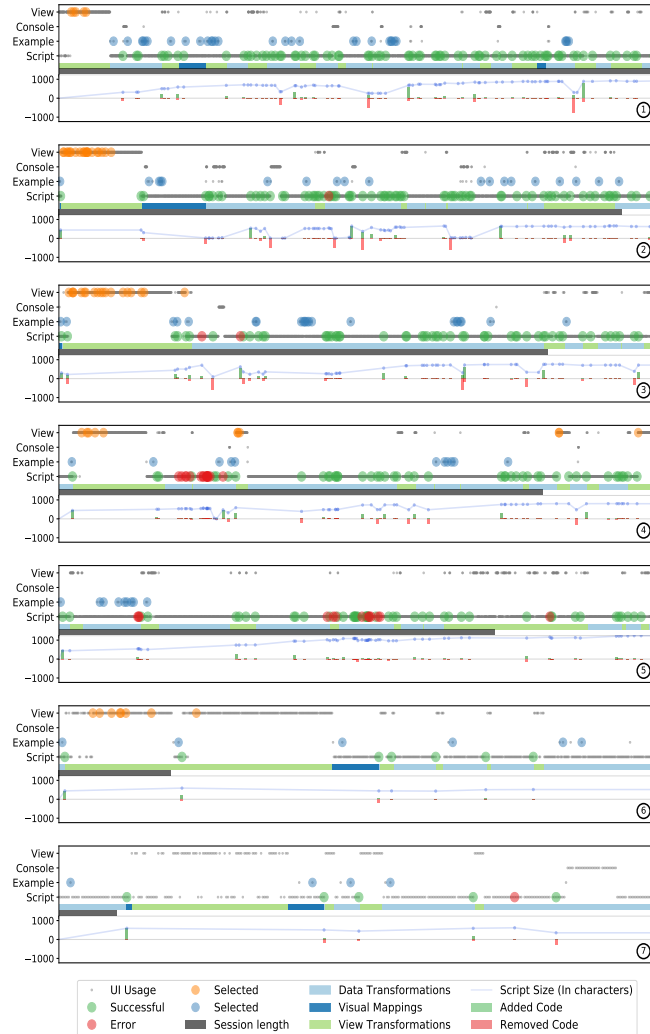 View
Console
Example
Script
1000
0
−1000
1
View
Console
Example
Script
1000
0
−1000
2
View
Console
Example
Script
1000
0
−1000
3
View
Console
Example
Script
1000
0
−1000
4
View
Console
Example
Script
1000
0
−1000
5
View
Console
Example
Script
1000
0
−1000
6
View
Console
Example
Script
1000
0
−1000
7
UI Usage Selected Data Transformations Script Size (In characters)
Successful Selected Visual Mappings Added Code
Error Session length View Transformations Removed Code